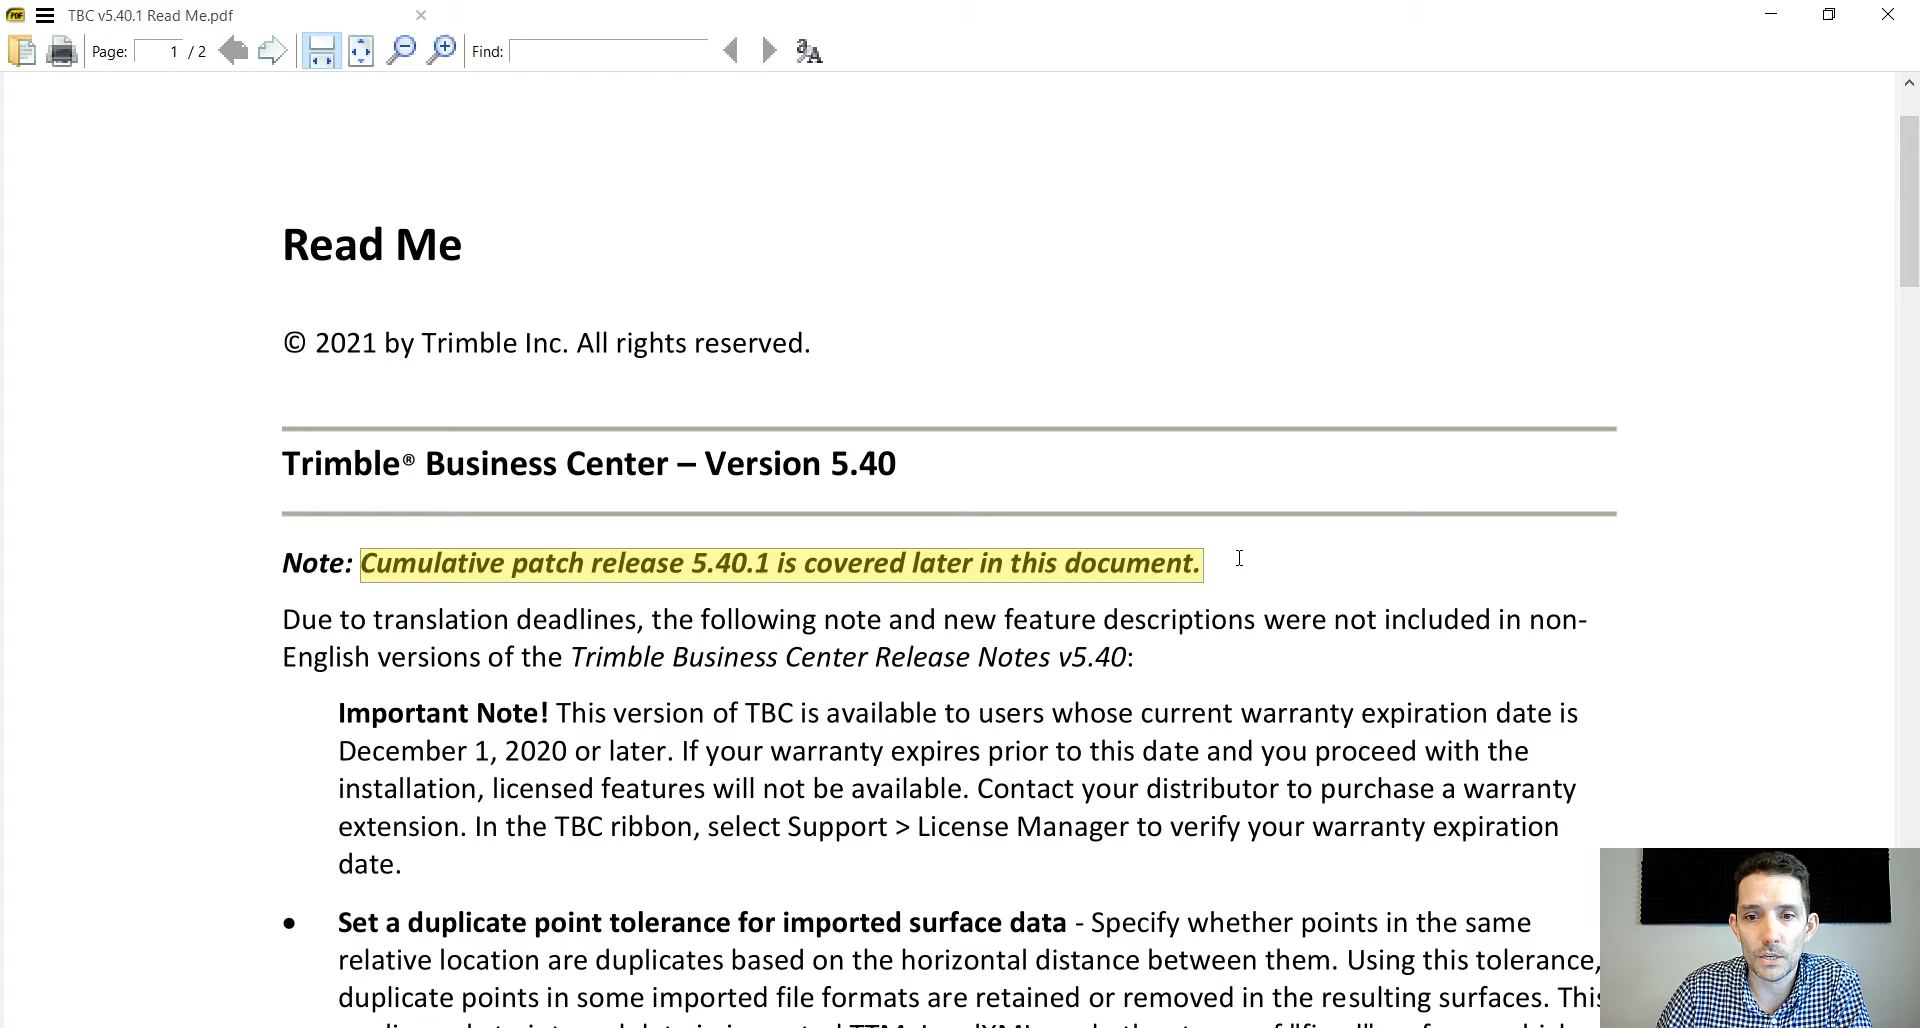 TBC v5.40.1 Read Me.pdf
Page: 1 / 2 Find:
Read Me
© 2021 by Trimble Inc. All rights reserved.
Trimble® Business Center – Version 5.40
Note: Cumulative patch release 5.40.1 is covered later in this document.
Due to translation deadlines, the following note and new feature descriptions were not included in non-
English versions of the Trimble Business Center Release Notes v5.40:
Important Note! This version of TBC is available to users whose current warranty expiration date is
December 1, 2020 or later. If your warranty expires prior to this date and you proceed with the
installation, licensed features will not be available. Contact your distributor to purchase a warranty
extension. In the TBC ribbon, select Support > License Manager to verify your warranty expiration
date.
• Set a duplicate point tolerance for imported surface data - Specify whether points in the same
relative location are duplicates based on the horizontal distance between them. Using this tolerance,
duplicate points in some imported file formats are retained or removed in the resulting surfaces. This